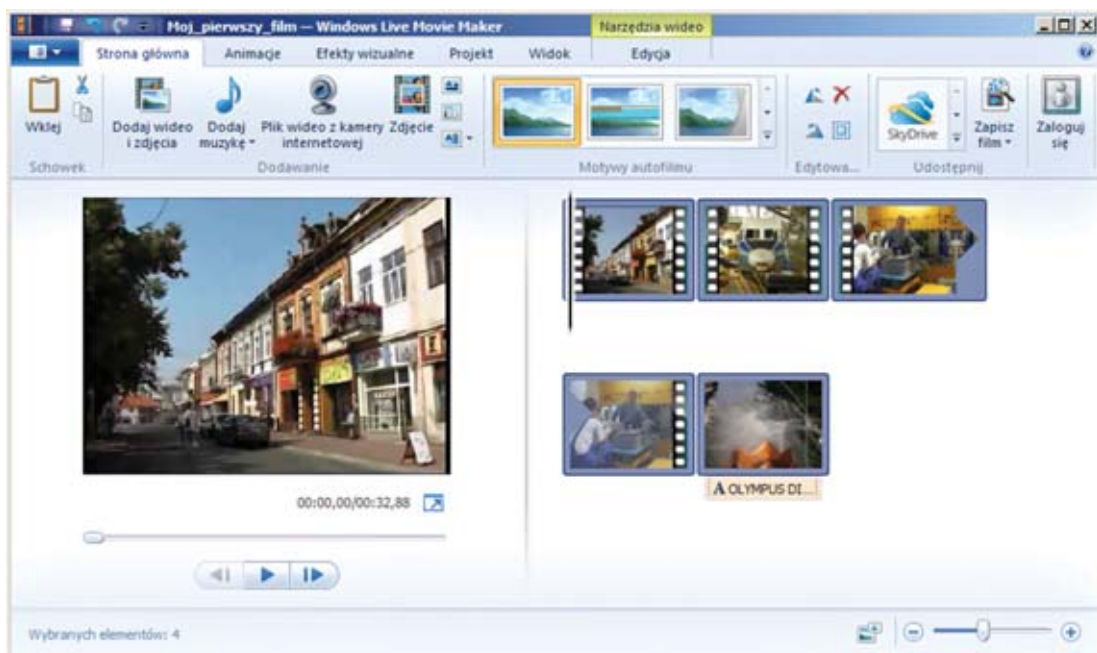 Moj_pierwszy_film — Windows Live Movie Maker
Narzędzia wideo
Strona główna Animacje Efekty wizualne Projekt Widok Edycja
Wklej
Dodaj wideo i zdjęcia
Dodaj muzykę
Plik wideo z kamery internetowej
Zdjęcie
SkyDrive
Zapisz film
Zaloguj się
Schowek Dodawanie Motywy autofilmu Edytowa... Udostępnij
00:00,00/00:32,88
A OLYMPUS DI...
Wybranych elementów: 4